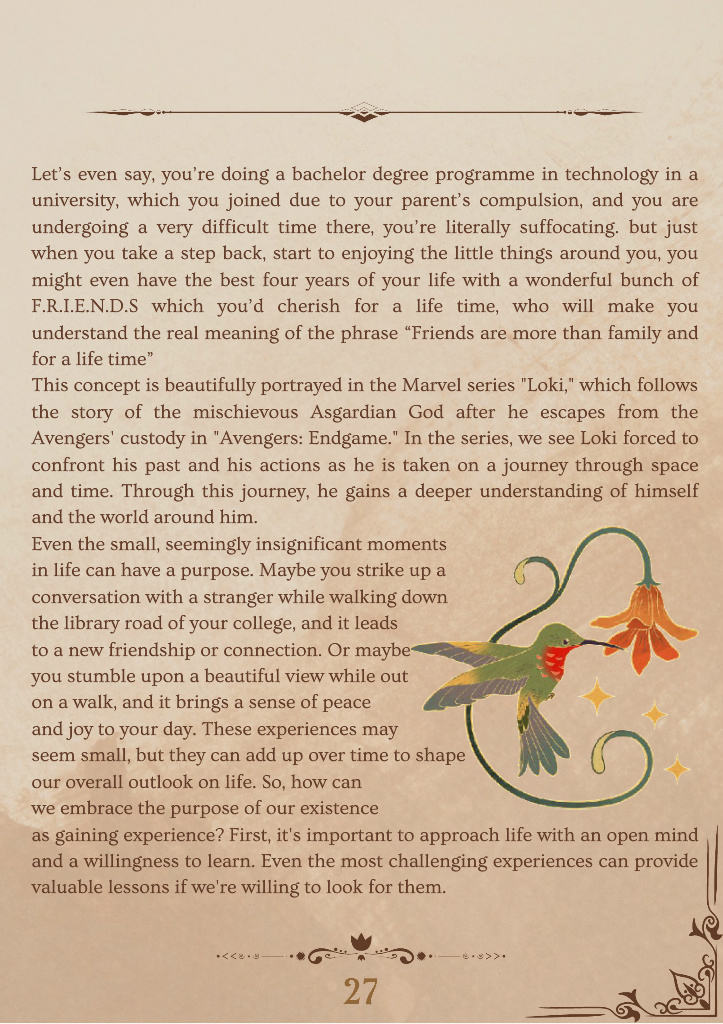 Let’s even say, you’re doing a bachelor degree programme in technology in a
university, which you joined due to your parent’s compulsion, and you are
undergoing a very difficult time there, you’re literally suffocating. but just
when you take a step back, start to enjoying the little things around you, you
might even have the best four years of your life with a wonderful bunch of
F.R.I.E.N.D.S which you’d cherish for a life time, who will make you
understand the real meaning of the phrase “Friends are more than family and
for a life time”
This concept is beautifully portrayed in the Marvel series "Loki," which follows
the story of the mischievous Asgardian God after he escapes from the
Avengers' custody in "Avengers: Endgame." In the series, we see Loki forced to
confront his past and his actions as he is taken on a journey through space
and time. Through this journey, he gains a deeper understanding of himself
and the world around him.
Even the small, seemingly insignificant moments
in life can have a purpose. Maybe you strike up a
conversation with a stranger while walking down
the library road of your college, and it leads
to a new friendship or connection. Or maybe
you stumble upon a beautiful view while out
on a walk, and it brings a sense of peace
and joy to your day. These experiences may
seem small, but they can add up over time to shape
our overall outlook on life. So, how can
we embrace the purpose of our existence
as gaining experience? First, it's important to approach life with an open mind
and a willingness to learn. Even the most challenging experiences can provide
valuable lessons if we're willing to look for them.
27